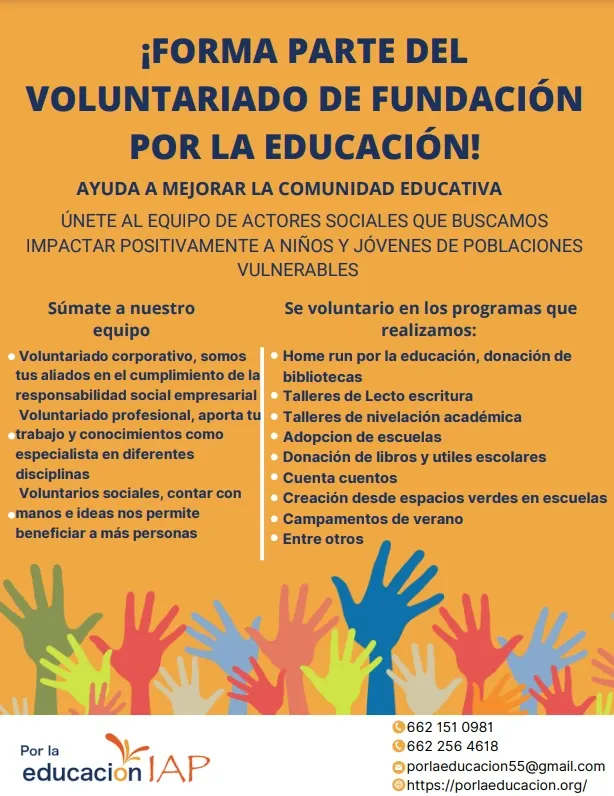 ¡FORMA PARTE DEL
VOLUNTARIADO DE FUNDACIÓN
POR LA EDUCACIÓN!
AYUDA A MEJORAR LA COMUNIDAD EDUCATIVA
ÚNETE AL EQUIPO DE ACTORES SOCIALES QUE BUSCAMOS
IMPACTAR POSITIVAMENTE A NIÑOS Y JÓVENES DE POBLACIONES
VULNERABLES
Súmate a nuestro
equipo
Voluntariado corporativo, somos
tus aliados en el cumplimiento de la
responsabilidad social empresarial
Voluntariado profesional, aporta tu
trabajo y conocimientos como
especialista en diferentes
disciplinas
Voluntarios sociales, contar con
manos e ideas nos permite
beneficiar a más personas
Se voluntario en los programas que
realizamos:
Home run por la educación, donación de
bibliotecas
Talleres de Lecto escritura
Talleres de nivelación académica
Adopcion de escuelas
Donación de libros y utiles escolares
Cuenta cuentos
Creación desde espacios verdes en escuelas
Campamentos de verano
Entre otros
Por la
educacion IAP
662 151 0981
662 256 4618
porlaeducacion55@gmail.com
https://porlaeducacion.org/